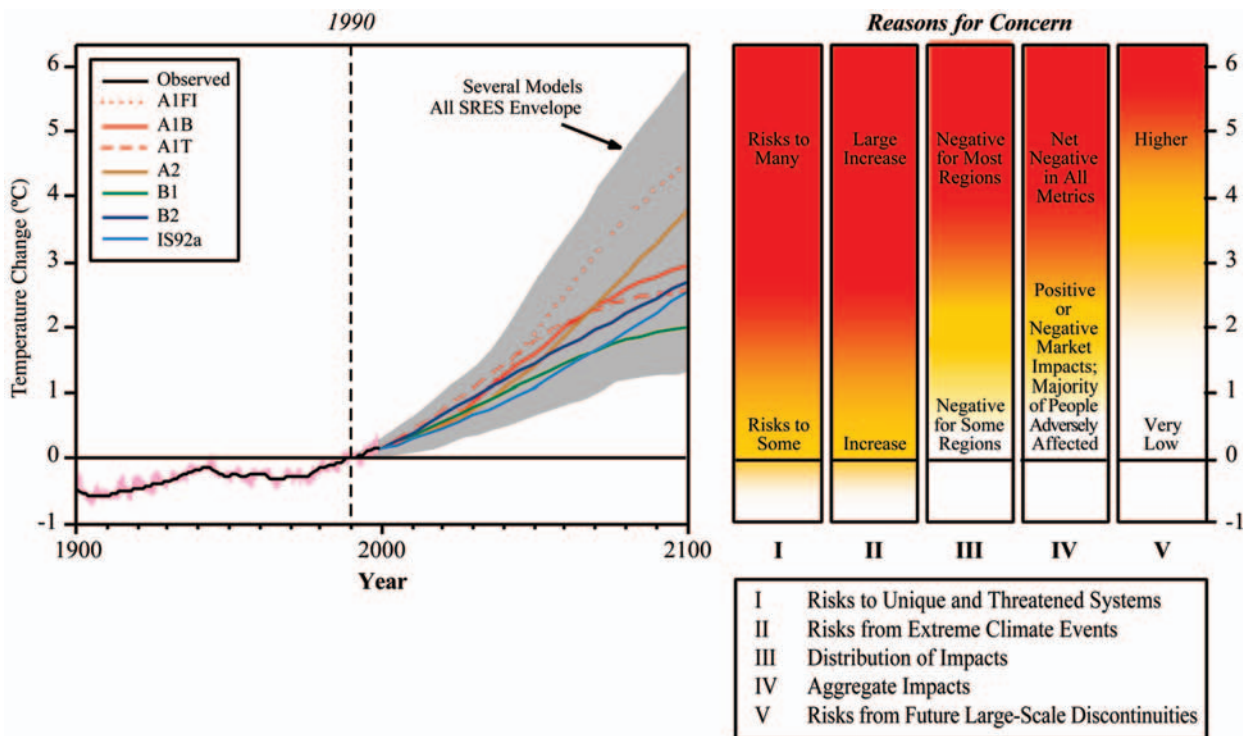 1990
6
5
4
3
2
1
0
-1
Temperature Change (ºC)
Observed
A1FI
A1B
A1T
A2
B1
B2
IS92a
Several Models
All SRES Envelope
1900
2000
2100
Year
Reasons for Concern
Risks to
Many
Risks to
Some
Large
Increase
Increase
Negative
for Most
Regions
Negative
for Some
Regions
Net
Negative
in All
Metrics
Positive
or
Negative
Market
Impacts;
Majority
of People
Adversely
Affected
Higher
Very
Low
6
5
4
3
2
1
0
-1
I
II
III
IV
V
I Risks to Unique and Threatened Systems
II Risks from Extreme Climate Events
III Distribution of Impacts
IV Aggregate Impacts
V Risks from Future Large-Scale Discontinuities